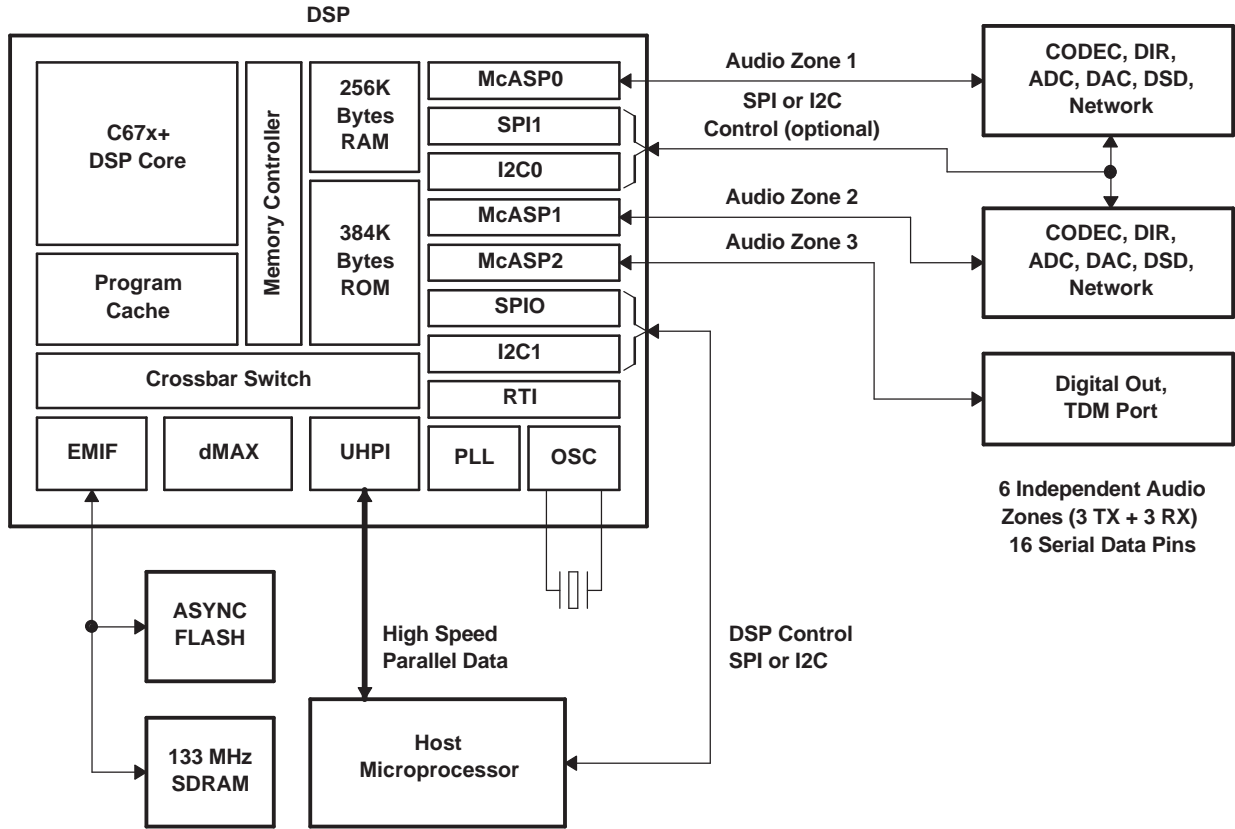 DSP
C67x+
DSP Core
Program
Cache
Memory Controller
256K
Bytes
RAM
384K
Bytes
ROM
McASP0
SPI1
I2C0
McASP1
McASP2
SPIO
I2C1
RTI
PLL
OSC
Crossbar Switch
EMIF
dMAX
UHPI
Audio Zone 1
SPI or I2C
Control (optional)
Audio Zone 2
Audio Zone 3
CODEC, DIR,
ADC, DAC, DSD,
Network
CODEC, DIR,
ADC, DAC, DSD,
Network
Digital Out,
TDM Port
6 Independent Audio
Zones (3 TX + 3 RX)
16 Serial Data Pins
ASYNC
FLASH
133 MHz
SDRAM
High Speed
Parallel Data
Host
Microprocessor
DSP Control
SPI or I2C